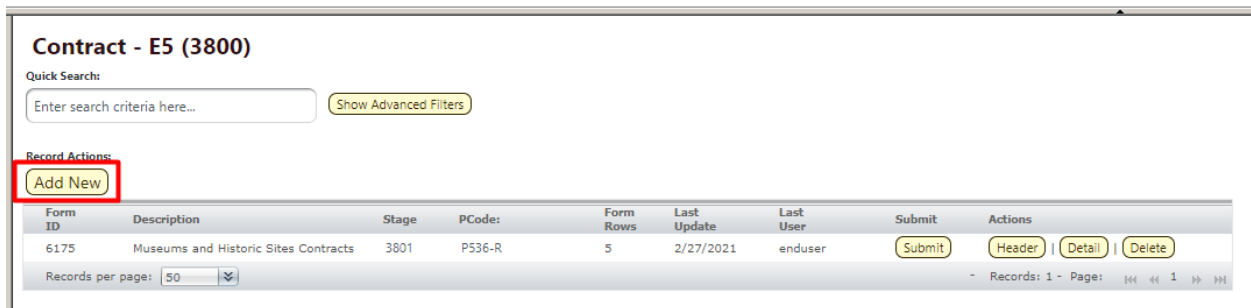 Contract - E5 (3800)
Quick Search:
Enter search criteria here... Show Advanced Filters
Record Actions:
Add New
Form ID Description Stage PCode: Form Rows Last Update Last User Submit Actions
6175 Museums and Historic Sites Contracts 3801 P536-R 5 2/27/2021 enduser Submit Header | Detail | Delete
Records per page: 50 - Records: 1 - Page: 1